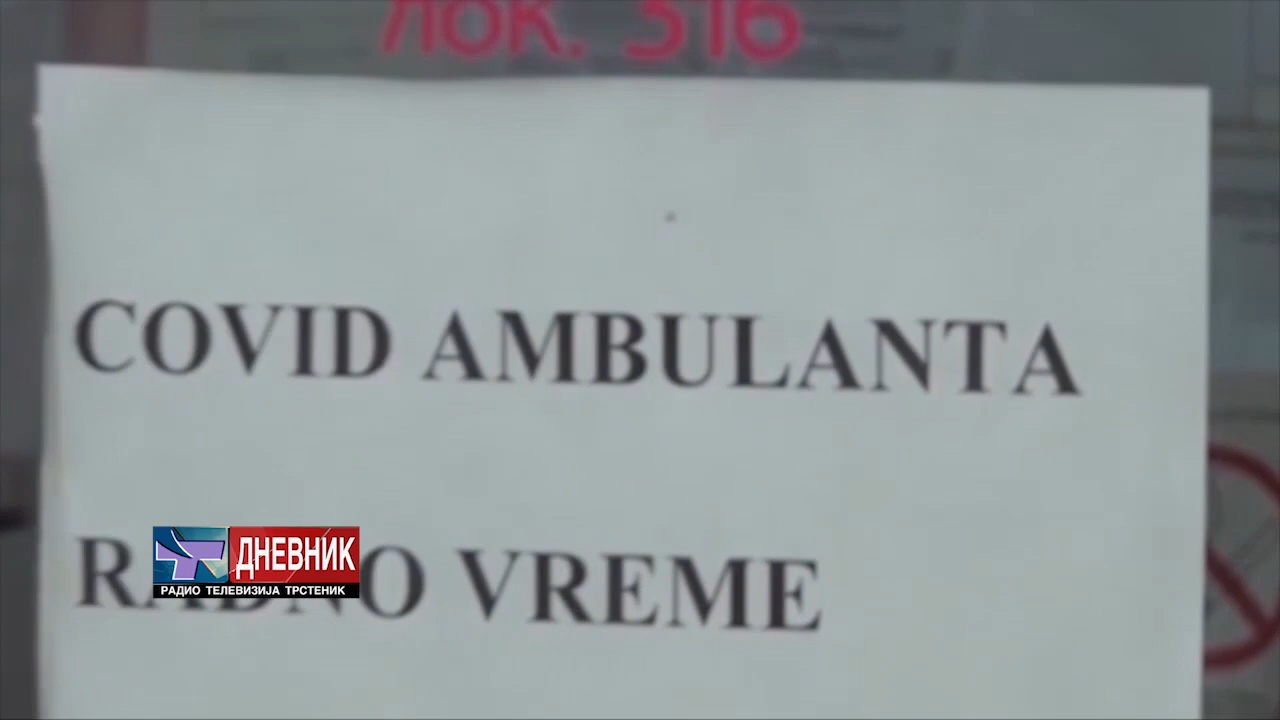 лок. 316
COVID AMBULANTA
RADNO VREME
ДНЕВНИК
РАДИО ТЕЛЕВИЗИЈА ТРСТЕНИК